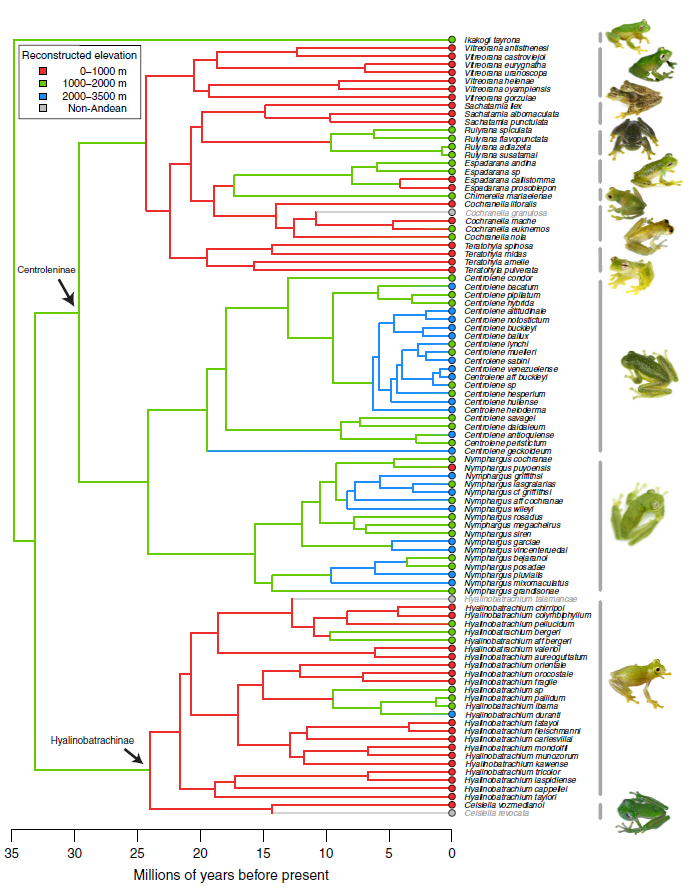 Ikakogi tayrona
Reconstructed elevation
0–1000 m
1000–2000 m
2000–3500 m
Non-Andean
Vitreorana antisthenesi
Vitreorana castroviejoi
Vitreorana eurygnatha
Vitreorana uranoscopa
Vitreorana helenae
Vitreorana oyampiensis
Vitreorana gorzulae
Sachatamia ilex
Sachatamia albomaculata
Sachatamia punctulata
Rulyrana spiculata
Rulyrana flavopunctata
Rulyrana adiazeta
Rulyrana susatamai
Espadarana andina
Espadarana sp
Espadarana callistomma
Espadarana prosoblepon
Chimerella mariaelenae
Cochranella litoralis
Cochranella granulosa
Cochranella mache
Cochranella euknemos
Cochranella nola
Teratohyla spinosa
Teratohyla midas
Teratohyla amelie
Teratohyla pulverata
Centroleninae
Centrolene condor
Centrolene bacatum
Centrolene pipilatum
Centrolene hybrida
Centrolene altitudinale
Centrolene notostictum
Centrolene buckleyi
Centrolene ballux
Centrolene lynchi
Centrolene muelleri
Centrolene sabini
Centrolene venezuelense
Centrolene aff buckleyi
Centrolene sp
Centrolene hesperium
Centrolene huilense
Centrolene heloderma
Centrolene savagei
Centrolene daidaleum
Centrolene antioquiense
Centrolene peristictum
Centrolene geckoideum
Nymphargus cochranae
Nymphargus puyoensis
Nymphargus griffithsi
Nymphargus lasgralarias
Nymphargus cf griffithsi
Nymphargus aff cochranae
Nymphargus wileyi
Nymphargus rosadus
Nymphargus megacheirus
Nymphargus siren
Nymphargus garciae
Nymphargus vincenteruedai
Nymphargus bejaranoi
Nymphargus posadae
Nymphargus pluvialis
Nymphargus mixomaculatus
Nymphargus grandisonae
Hyalinobatrachium talamancae
Hyalinobatrachium chirripoi
Hyalinobatrachium colymbiphyllum
Hyalinobatrachium pellucidum
Hyalinobatrachium bergeri
Hyalinobatrachium aff bergeri
Hyalinobatrachium valerioi
Hyalinobatrachium aureoguttatum
Hyalinobatrachium orientale
Hyalinobatrachium orocostale
Hyalinobatrachium fragile
Hyalinobatrachium sp
Hyalinobatrachium pallidum
Hyalinobatrachium ibama
Hyalinobatrachium duranti
Hyalinobatrachium tatayoi
Hyalinobatrachium fleischmanni
Hyalinobatrachium carlesvilai
Hyalinobatrachium mondolfii
Hyalinobatrachium munozorum
Hyalinobatrachium kawense
Hyalinobatrachium tricolor
Hyalinobatrachium iaspidiense
Hyalinobatrachium cappellei
Hyalinobatrachium taylori
Celsiella vozmedianoi
Celsiella revocata
Hyalinobatrachinae
35 30 25 20 15 10 5 0
Millions of years before present